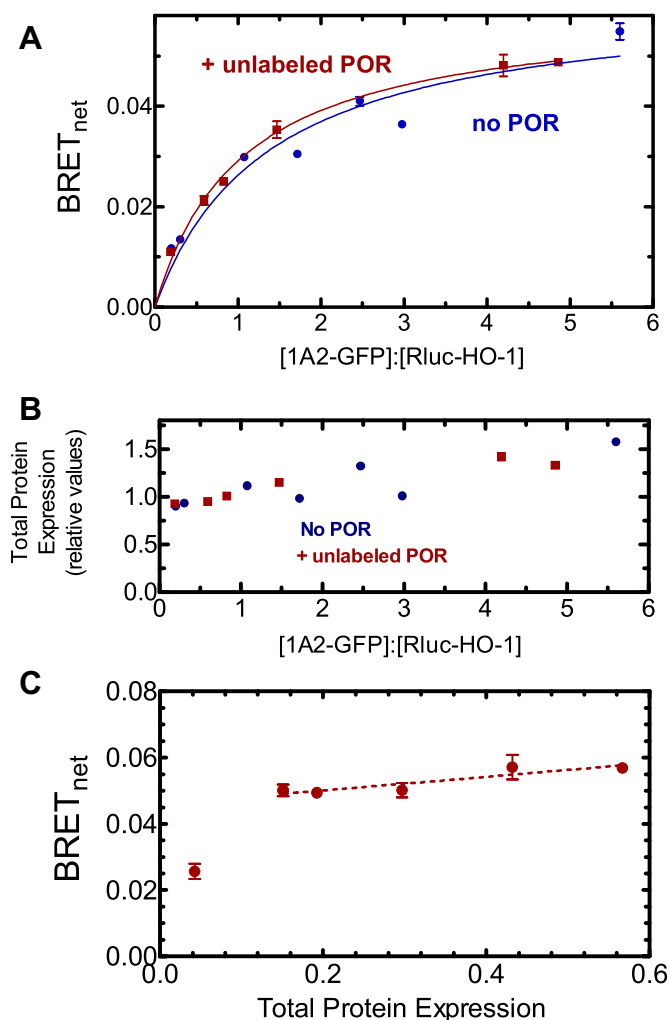 A
+ unlabeled POR
no POR
BRETnet
0.04
0.02
0.00
0 1 2 3 4 5 6
[1A2-GFP]:[Rluc-HO-1]
B
Total Protein
Expression
(relative values)
1.5
1.0
0.5
0.0
No POR
+ unlabeled POR
0 1 2 3 4 5 6
[1A2-GFP]:[Rluc-HO-1]
C
BRETnet
0.08
0.06
0.04
0.02
0.00
0.0 0.2 0.4 0.6
Total Protein Expression